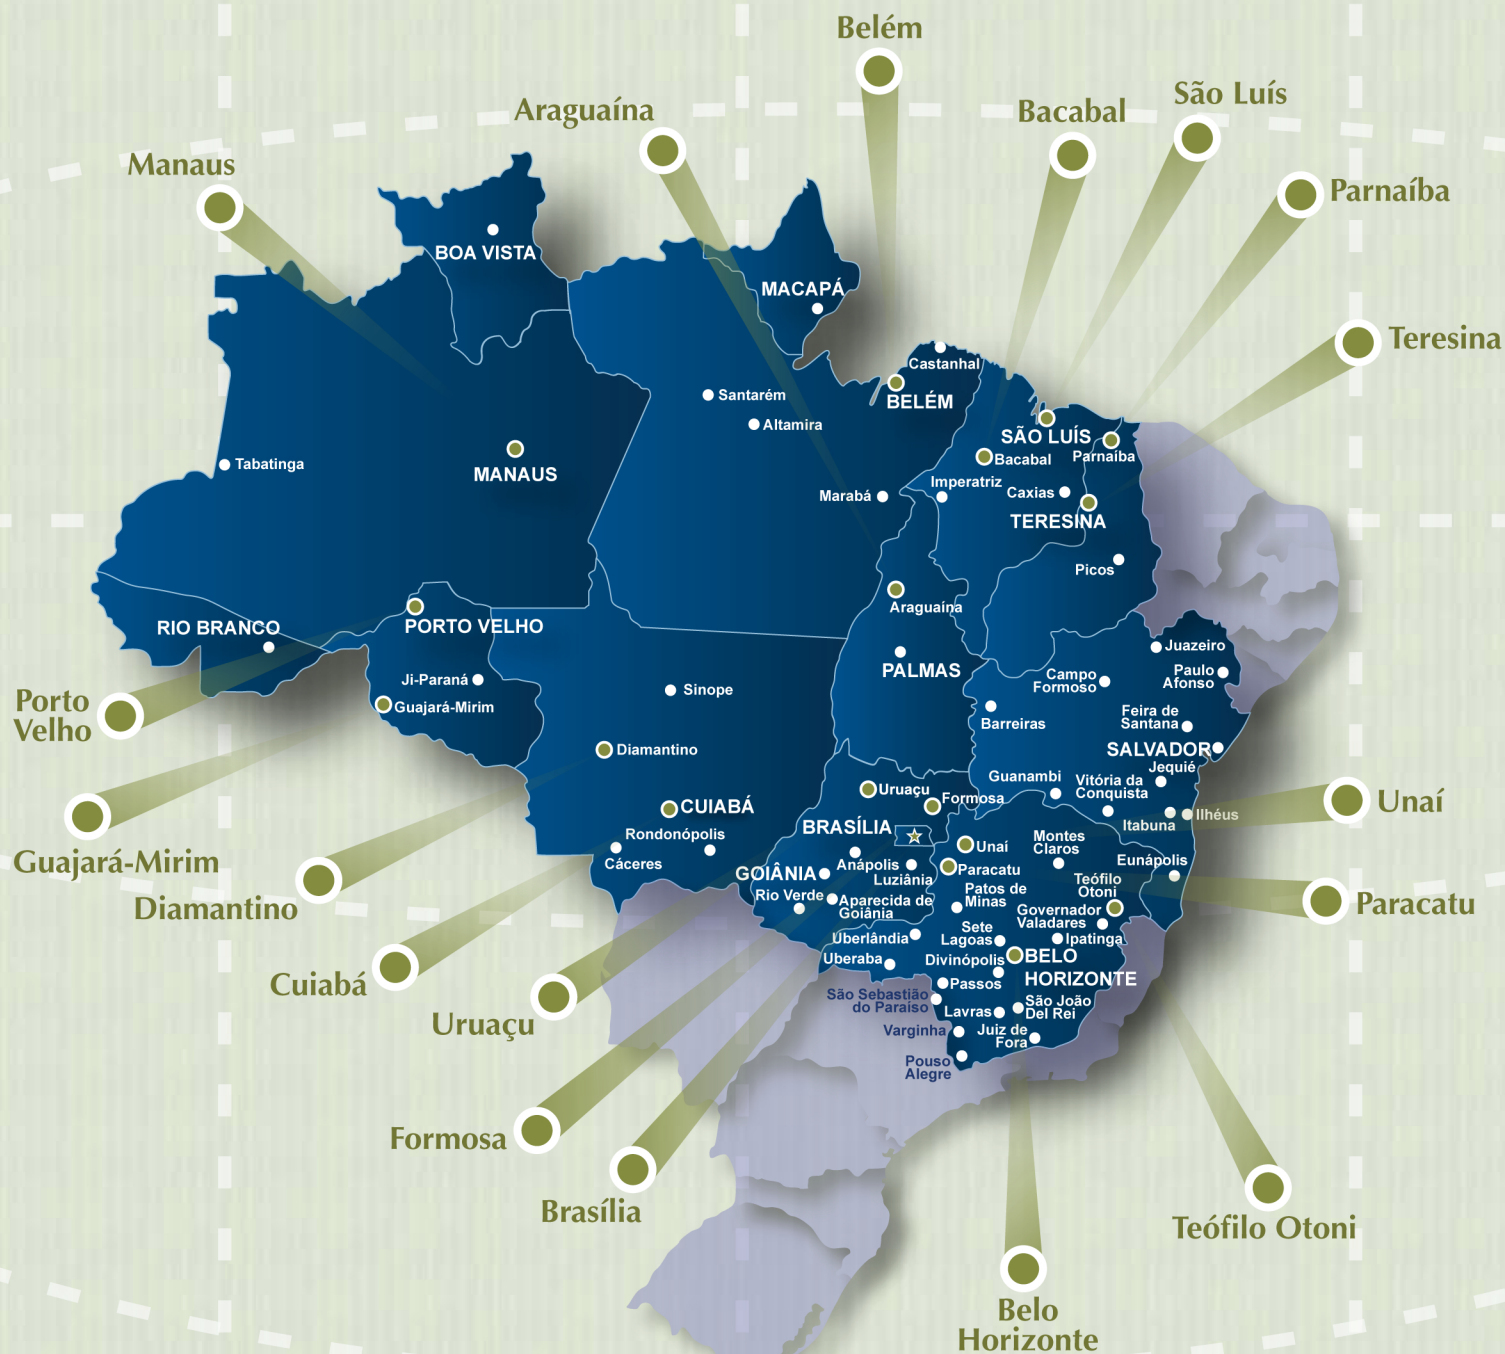 Belém
São Luís
Araguaína
Bacabal
Manaus
Parnaíba
BOA VISTA
MACAPÁ
Teresina
Castanhal
BELÉM
Santarém
Altamira
SÃO LUÍS
Parnaíba
Bacabal
Tabatinga
MANAUS
Imperatriz
Marabá
Caxias
TERESINA
Picos
Araguaína
RIO BRANCO
PORTO VELHO
Juazeiro
PALMAS
Campo
Formoso
Paulo
Afonso
Ji-Paraná
Sinope
Porto
Velho
Guajará-Mirim
Barreiras
Feira de
Santana
Diamantino
SALVADOR
Jequié
Guanambi
Vitória da
Conquista
Uruaçu
Formosa
Unaí
CUIABÁ
Ilhéus
Itabuna
BRASÍLIA
Rondonópolis
Cáceres
Unaí
Montes
Claros
Guajará-Mirim
Anápolis
Luziânia
Paracatu
Eunápolis
GOIÂNIA
Teófilo
Otoni
Rio Verde
Aparecida de
Goiânia
Patos de
Minas
Paracatu
Diamantino
Governador
Valadares
Sete
Lagoas
Ipatinga
Uberlândia
Uberaba
Divinópolis
BELO
HORIZONTE
Cuiabá
Passos
São Sebastião
do Paraiso
Lavras
São João
Del Rei
Uruaçu
Varginha
Juiz de
Fora
Pouso
Alegre
Formosa
Brasília
Teófilo Otoni
Belo
Horizonte